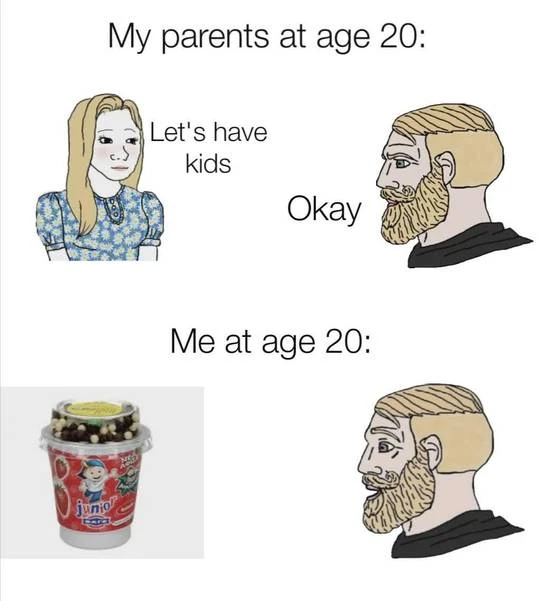 My parents at age 20:
Let's have
kids
Okay
Me at age 20:
junior